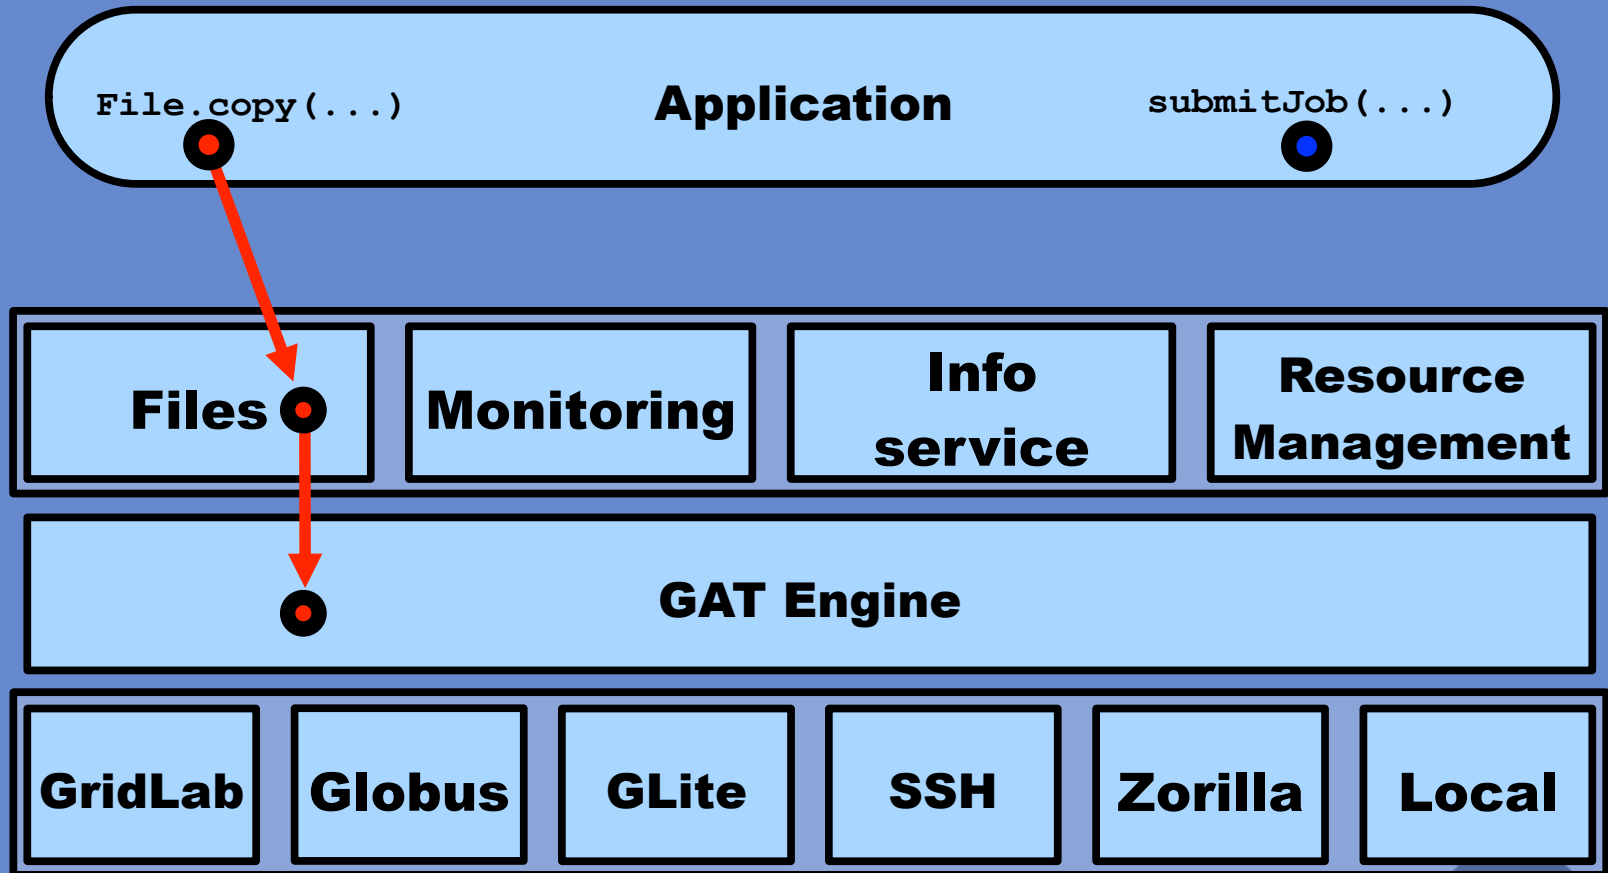 File.copy(...)
Application
submitJob(...)
Files
Monitoring
Info
service
Resource
Management
GAT Engine
GridLab
Globus
GLite
SSH
Zorilla
Local